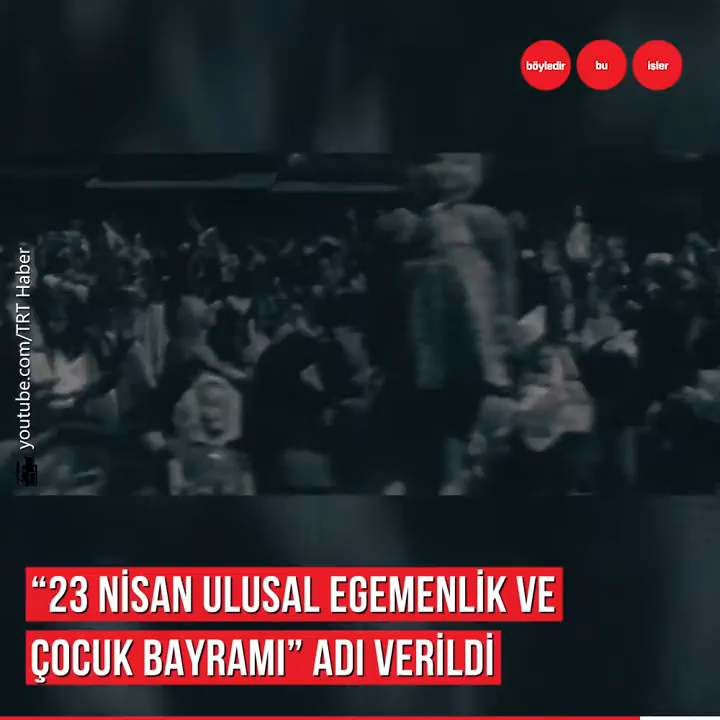 böyledir bu işler
youtube.com/TRT Haber
“23 NİSAN ULUSAL EGEMENLİK VE
ÇOCUK BAYRAMI” ADI VERİLDİ